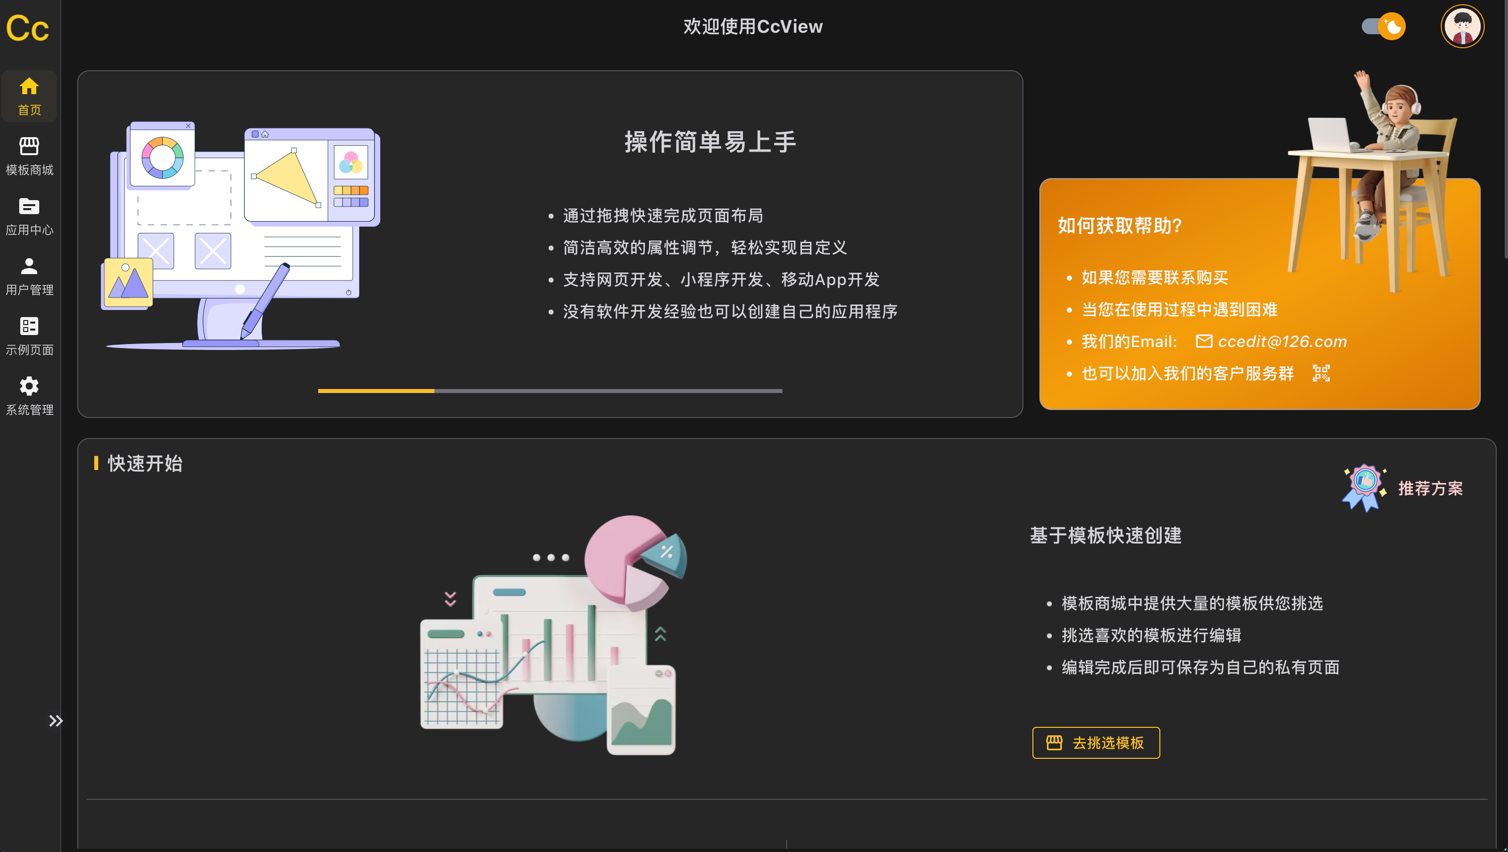 Cc
欢迎使用CcView
首页
模板商城
应用中心
用户管理
示例页面
系统管理
操作简单易上手
通过拖拽快速完成页面布局
简洁高效的属性调节，轻松实现自定义
支持网页开发、小程序开发、移动App开发
没有软件开发经验也可以创建自己的应用程序
如何获取帮助?
如果您需要联系购买
当您在使用过程中遇到困难
我们的Email: ccedit@126.com
也可以加入我们的客户服务群
快速开始
推荐方案
%
基于模板快速创建
模板商城中提供大量的模板供您挑选
挑选喜欢的模板进行编辑
编辑完成后即可保存为自己的私有页面
去挑选模板